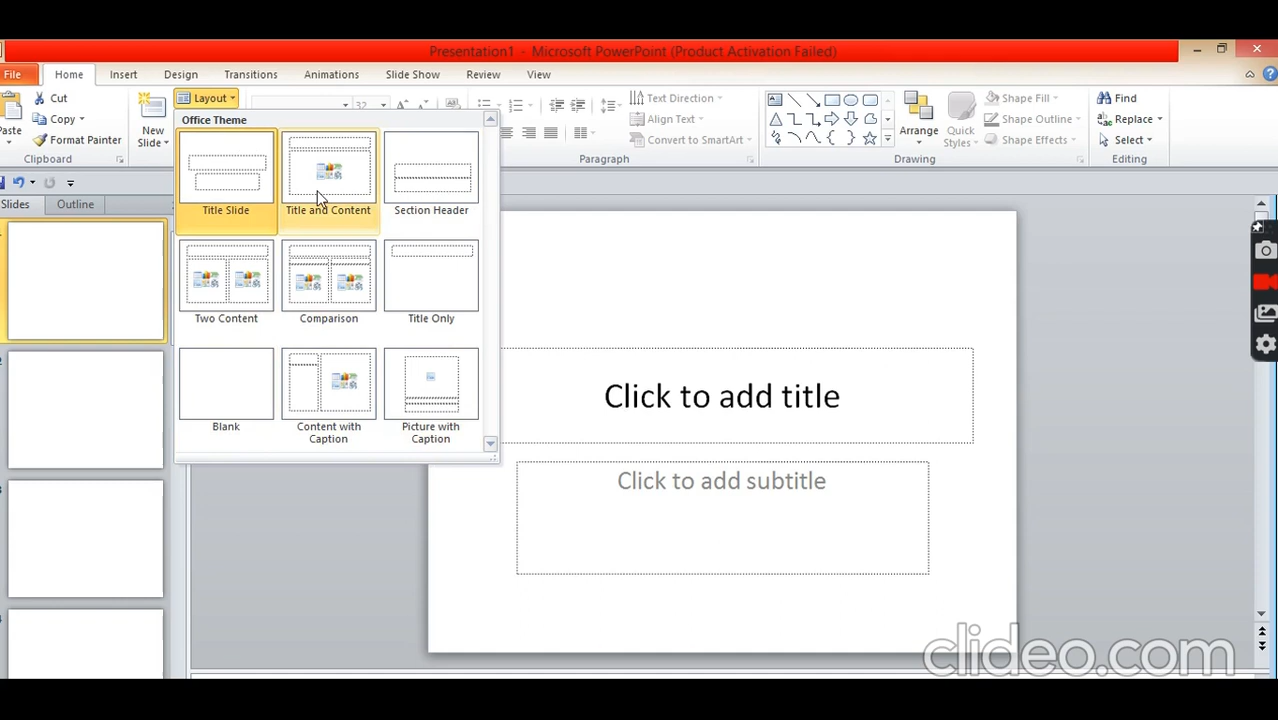 Presentation1 - Microsoft PowerPoint (Product Activation Failed)
File Home Insert Design Transitions Animations Slide Show Review View
Cut
Copy
Format Painter
Paste
Clipboard
New
Slide
Layout
32
Text Direction
Align Text
Convert to SmartArt
Paragraph
Arrange
Quick
Styles
Shape Fill
Shape Outline
Shape Effects
Drawing
Find
Replace
Select
Editing
Slides Outline
Office Theme
Title Slide Title and Content Section Header
Two Content Comparison Title Only
Blank Content with Picture with
Caption Caption
2
3
4
Click to add title
Click to add subtitle
clideo.com